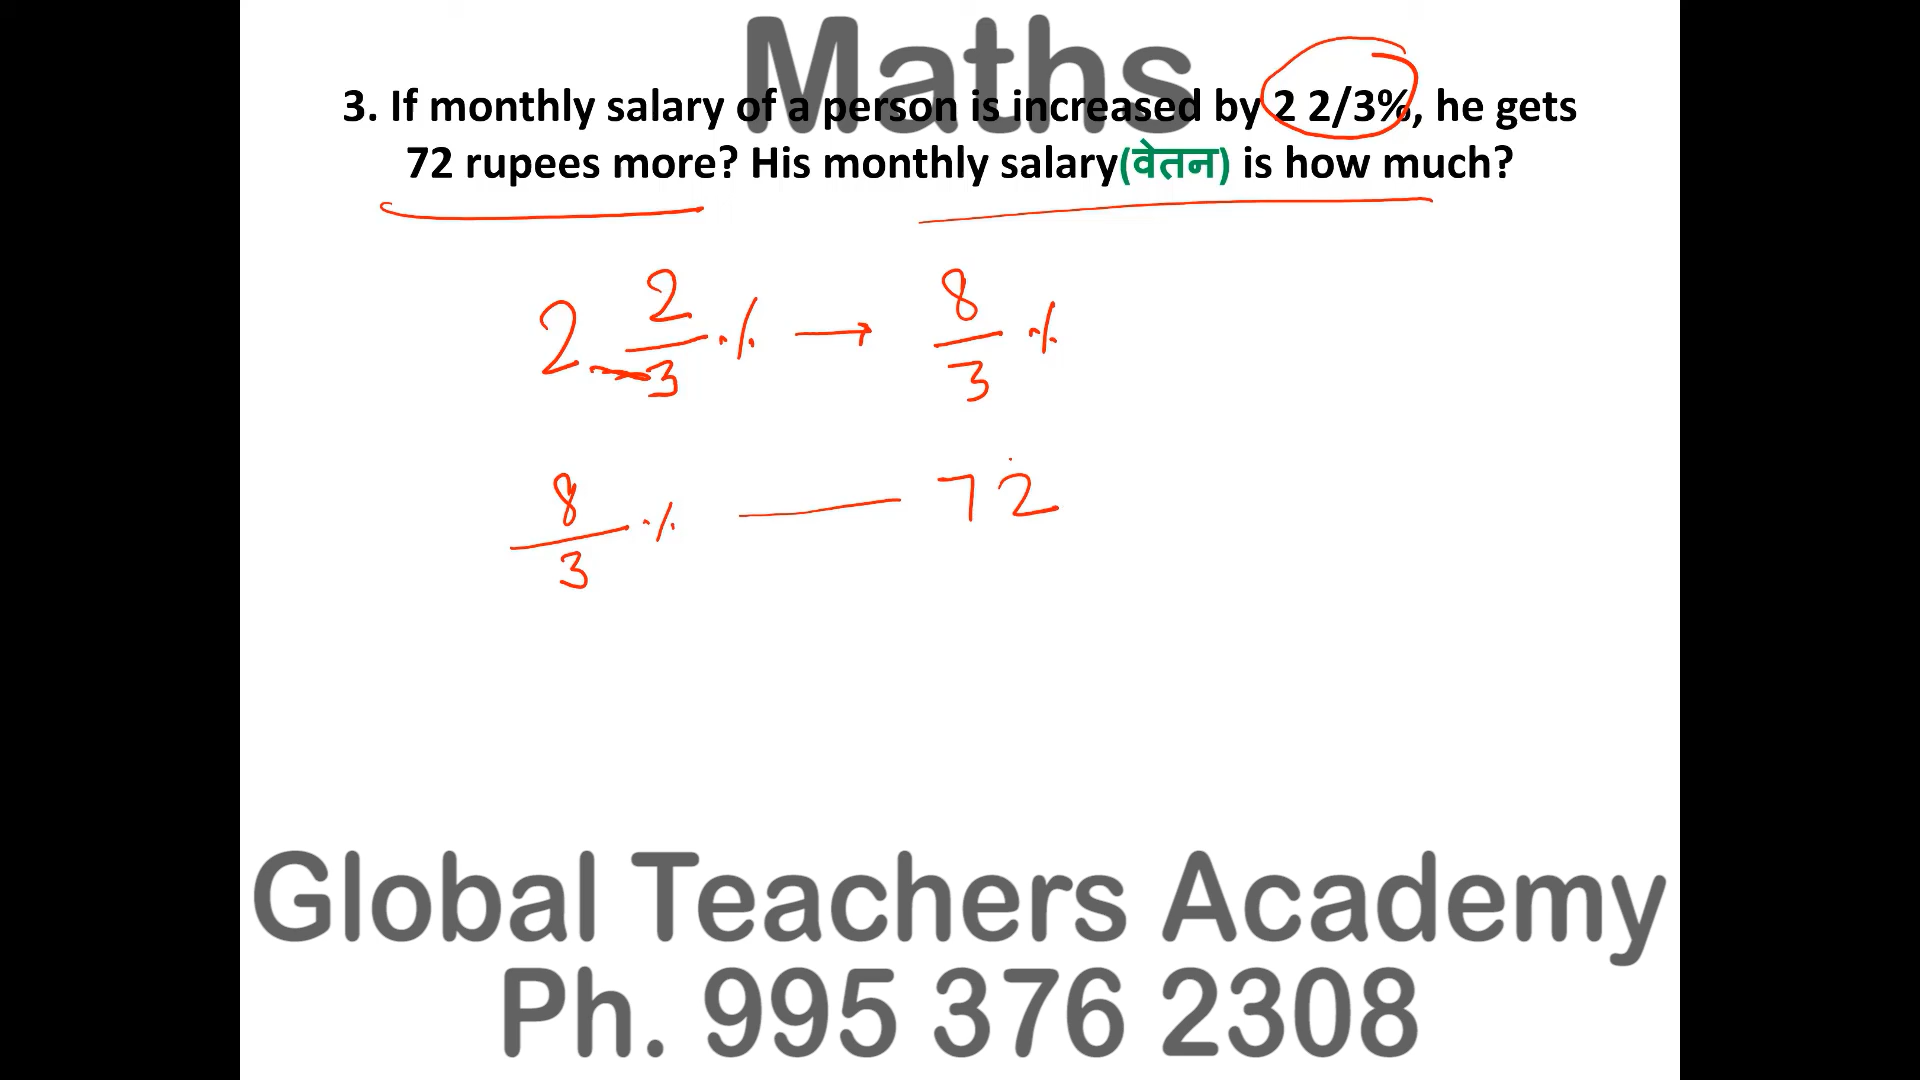 Maths
3. If monthly salary of a person is increased by 2 2/3%, he gets
72 rupees more? His monthly salary(वेतन) is how much?
2 2/3 % → 8/3 %
8/3 % — 72
Global Teachers Academy
Ph. 995 376 2308